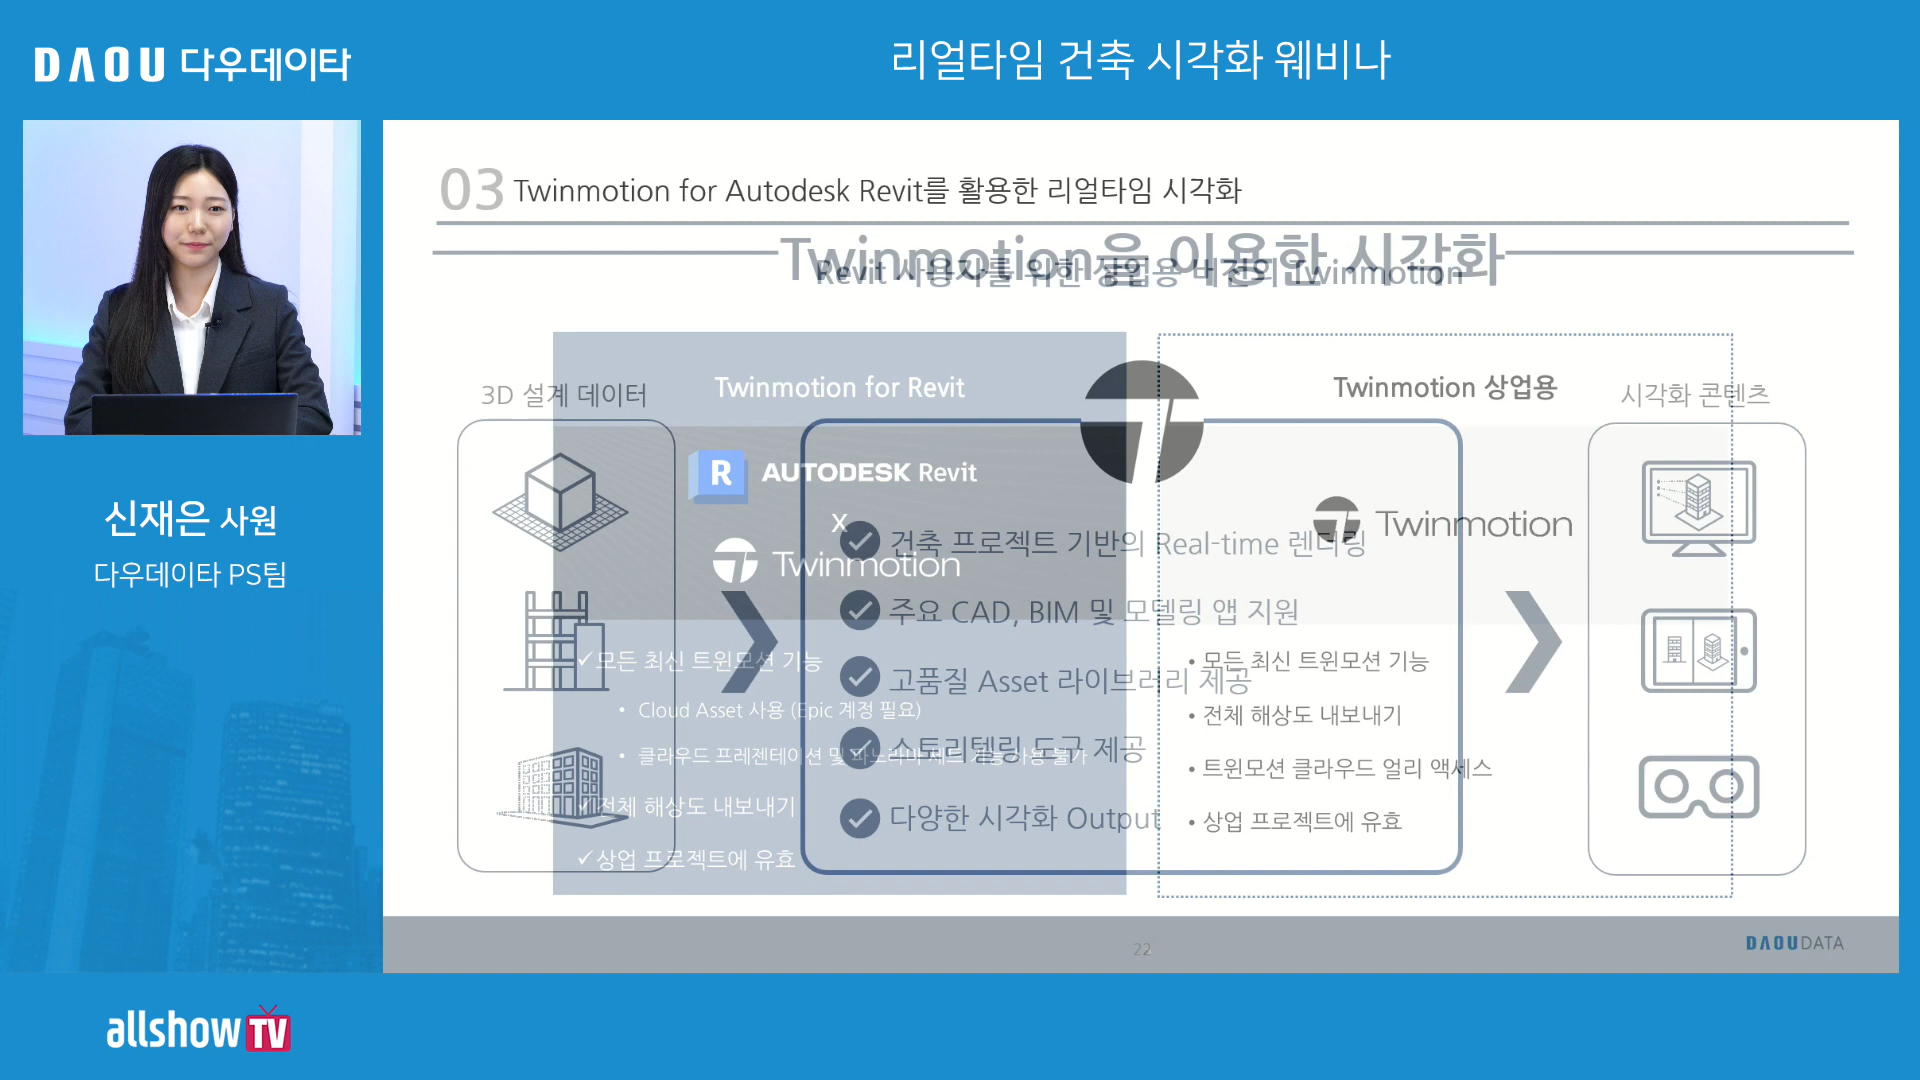 DAOU 다우데이타
리얼타임 건축 시각화 웨비나
신재은 사원
다우데이타 PS팀
allshowTV
03 Twinmotion for Autodesk Revit를 활용한 리얼타임 시각화
Twinmotion을 이용한 시각화
Revit 사용자를 위한 상업용 버전의 Twinmotion
3D 설계 데이터
건축 프로젝트 기반의 Real-time 렌더링
주요 CAD, BIM 및 모델링 앱 지원
고품질 Asset 라이브러리 제공
스토리텔링 도구 제공
다양한 시각화 Output
시각화 콘텐츠
Twinmotion for Revit
R AUTODESK Revit
X
Twinmotion
✓모든 최신 트윈모션 기능
• Cloud Asset 사용 (Epic 계정 필요)
• 클라우드 프레젠테이션 및 파노라마 세트 기능 사용 불가
✓전체 해상도 내보내기
✓상업 프로젝트에 유효
Twinmotion 상업용
Twinmotion
• 모든 최신 트윈모션 기능
• 전체 해상도 내보내기
• 트윈모션 클라우드 얼리 액세스
• 상업 프로젝트에 유효
22
DAOUDATA